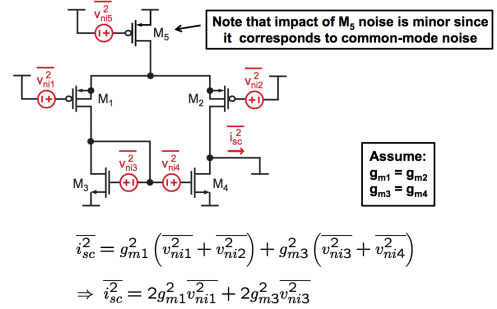 v²ni5
M5
Note that impact of M5 noise is minor since
it corresponds to common-mode noise
v²ni1
M1
M2
v²ni2
i²sc
v²ni3
v²ni4
M3
M4
Assume:
gm1 = gm2
gm3 = gm4
i²sc = g²m1 (v²ni1 + v²ni2) + g²m3 (v²ni3 + v²ni4)
⇒ i²sc = 2g²m1 v²ni1 + 2g²m3 v²ni3